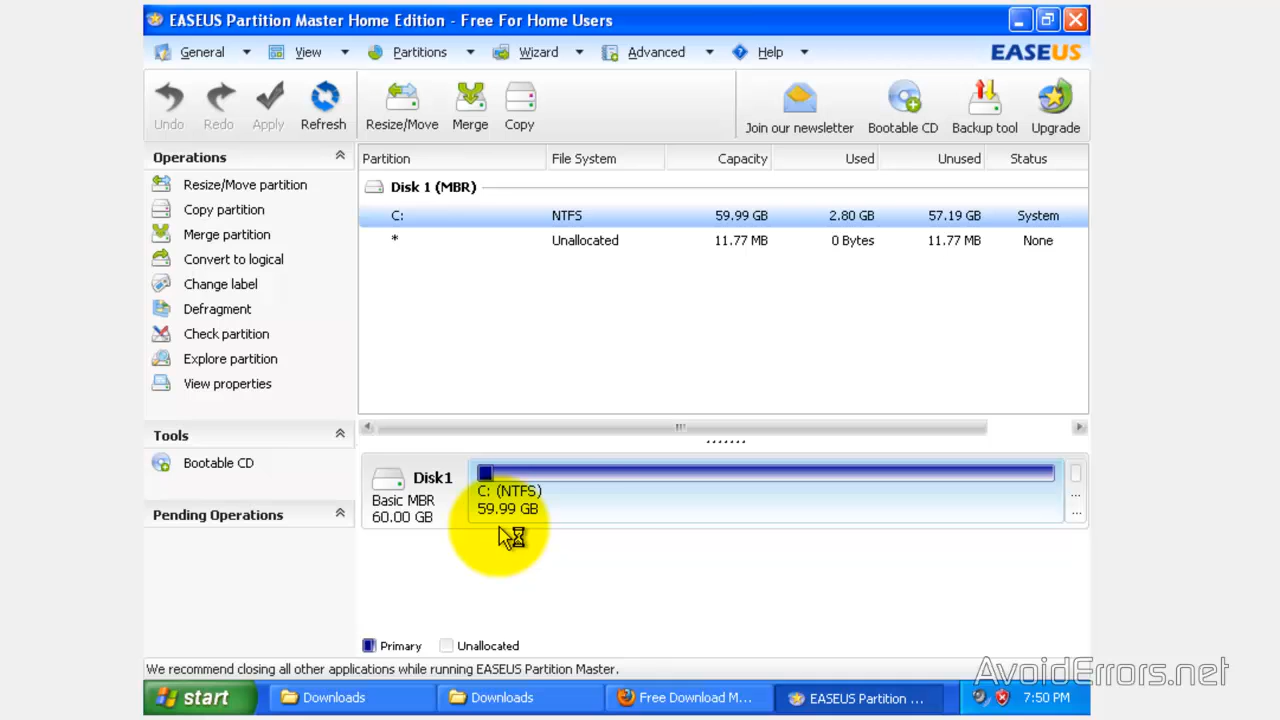 EASEUS Partition Master Home Edition - Free For Home Users
General View Partitions Wizard Advanced Help EASEUS
Undo Redo Apply Refresh Resize/Move Merge Copy Join our newsletter Bootable CD Backup tool Upgrade
Operations
Resize/Move partition
Copy partition
Merge partition
Convert to logical
Change label
Defragment
Check partition
Explore partition
View properties
Tools
Bootable CD
Pending Operations
Partition File System Capacity Used Unused Status
Disk 1 (MBR)
C: NTFS 59.99 GB 2.80 GB 57.19 GB System
* Unallocated 11.77 MB 0 Bytes 11.77 MB None
Disk1
Basic MBR
60.00 GB
C: (NTFS)
59.99 GB
...
...
Primary Unallocated
We recommend closing all other applications while running EASEUS Partition Master.
AvoidErrors.net
start Downloads Downloads Free Download M... EASEUS Partition ... 7:50 PM